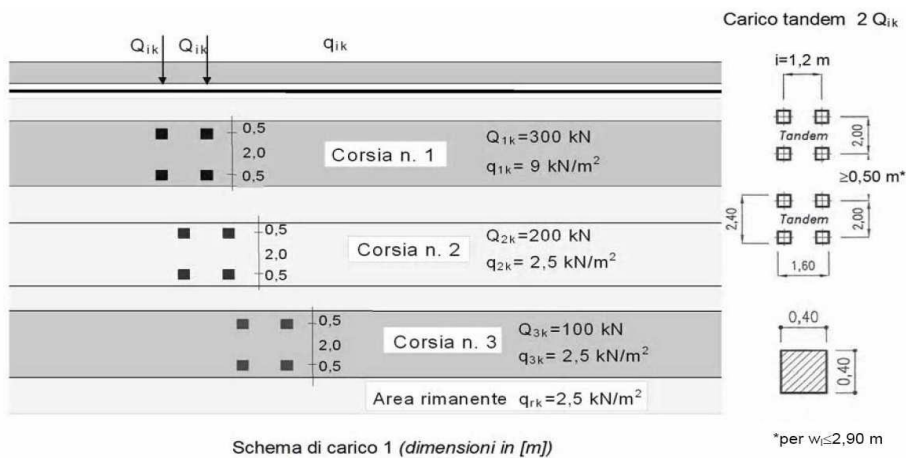 Carico tandem 2 Qik
Qik Qik qik
i=1,2 m
Tandem
2,00
≥0,50 m*
Tandem
2,40
2,00
1,60
0,5
2,0
0,5
Corsia n. 1
Q1k=300 kN
q1k= 9 kN/m²
0,5
2,0
0,5
Corsia n. 2
Q2k=200 kN
q2k= 2,5 kN/m²
0,5
2,0
0,5
Corsia n. 3
Q3k=100 kN
q3k= 2,5 kN/m²
0,40
0,40
Area rimanente qrk=2,5 kN/m²
Schema di carico 1 (dimensioni in [m])
*per wl≤2,90 m